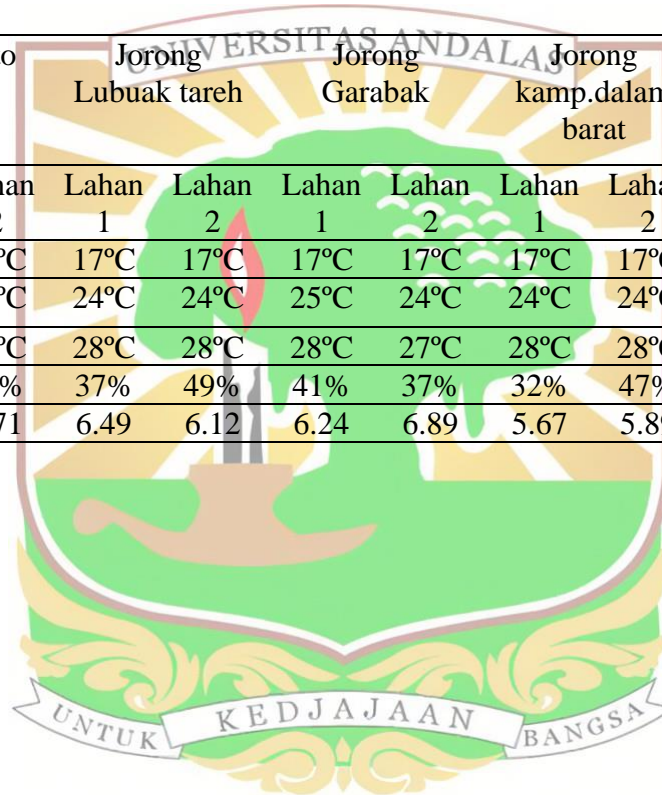 UNIVERSITAS ANDALAS
Jorong Jorong Jorong
Lubuak tareh Garabak kamp.dalam
barat
Lahan Lahan Lahan Lahan Lahan
1 2 1 2 1 2
17ºC 17ºC 17ºC 17ºC 17ºC
24ºC 24ºC 25ºC 24ºC 24ºC
28ºC 28ºC 28ºC 27ºC 28ºC
37% 49% 41% 37% 32% 47%
6.49 6.12 6.24 6.89 5.67
UNTUK KEDJAJAAN BANGSA